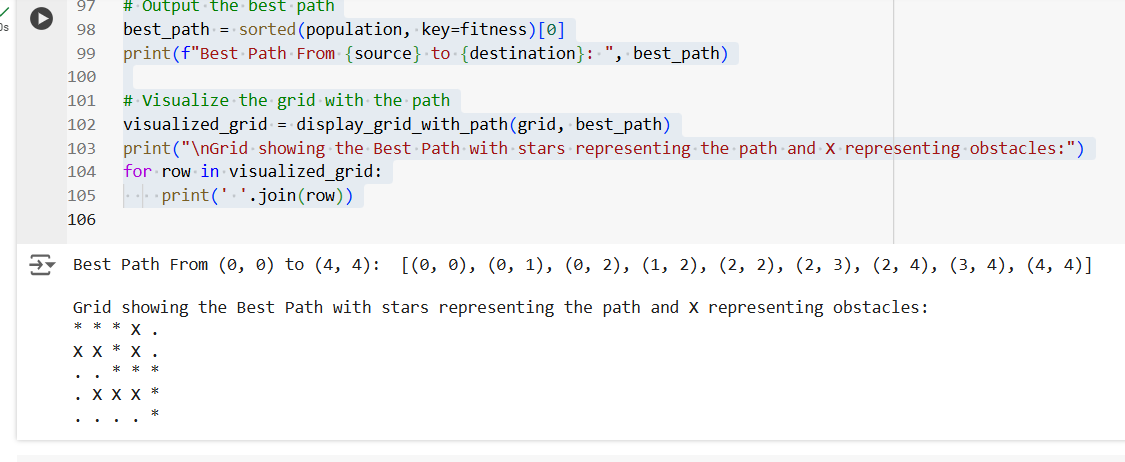 97 # Output the best path
0s
98 best_path = sorted(population, key=fitness)[0]
99 print(f"Best Path From {source} to {destination}: ", best_path)
100
101 # Visualize the grid with the path
102 visualized_grid = display_grid_with_path(grid, best_path)
103 print("\nGrid showing the Best Path with stars representing the path and X representing obstacles:")
104 for row in visualized_grid:
105     print(' '.join(row))
106
Best Path From (0, 0) to (4, 4):  [(0, 0), (0, 1), (0, 2), (1, 2), (2, 2), (2, 3), (2, 4), (3, 4), (4, 4)]
Grid showing the Best Path with stars representing the path and X representing obstacles:
* * * X .
X X * X .
. . * * *
. X X X *
. . . . *